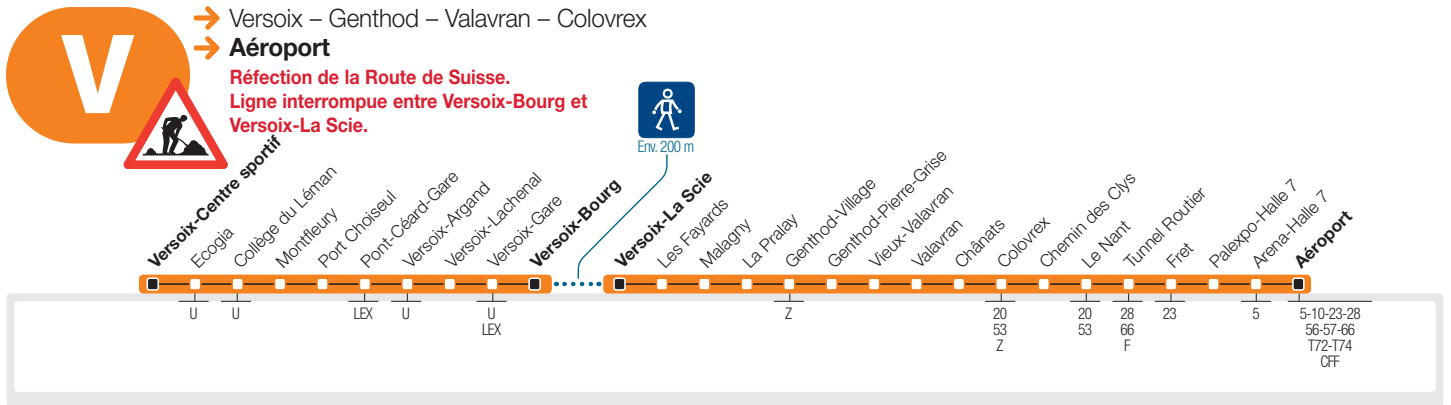 V
Versoix – Genthod – Valavran – Colovrex
Aéroport
Réfection de la Route de Suisse.
Ligne interrompue entre Versoix-Bourg et
Versoix-La Scie.
Env. 200 m
Versoix-Centre sportif
Ecogia
Collège du Léman
Montfleury
Port Choiseul
Pont-Céard-Gare
Versoix-Argand
Versoix-Lachenal
Versoix-Gare
Versoix-Bourg
Versoix-La Scie
Les Fayards
Malagny
La Pralay
Genthod-Village
Genthod-Pierre-Grise
Vieux-Valavran
Valavran
Chânats
Colovrex
Chemin des Clys
Le Nant
Tunnel Routier
Fret
Palexpo-Halle 7
Arena-Halle 7
Aéroport
U
U
LEX
U
U
LEX
Z
20
53
Z
20
53
28
66
F
23
5
5-10-23-28
56-57-66
T72-T74
CFF